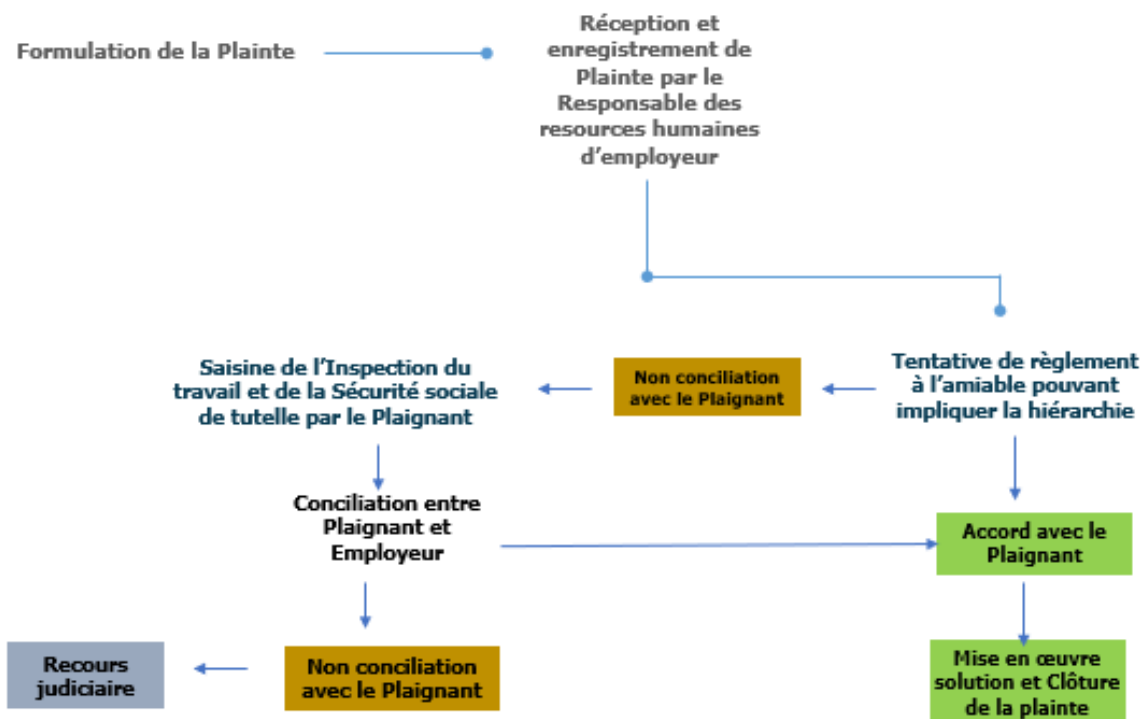 Formulation de la Plainte
Réception et
enregistrement de
Plainte par le
Responsable des
resources humaines
d'employeur
Tentative de règlement
à l'amiable pouvant
impliquer la hiérarchie
Non conciliation
avec le Plaignant
Saisine de l'Inspection du
travail et de la Sécurité sociale
de tutelle par le Plaignant
Conciliation entre
Plaignant et
Employeur
Accord avec le
Plaignant
Recours
judiciaire
Non conciliation
avec le Plaignant
Mise en œuvre
solution et Clôture
de la plainte